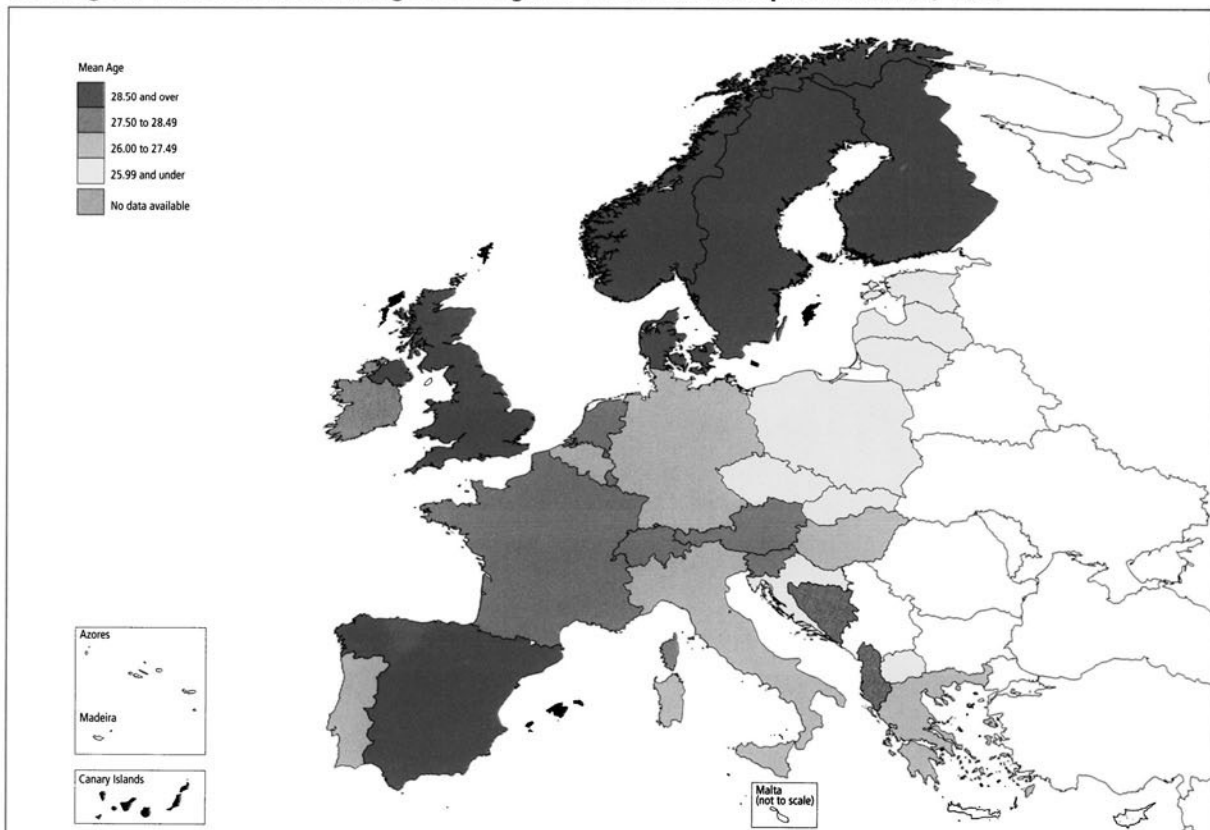 Mean Age
28.50 and over
27.50 to 28.49
26.00 to 27.49
25.99 and under
No data available
Azores
Madeira
Canary Islands
Malta
(not to scale)